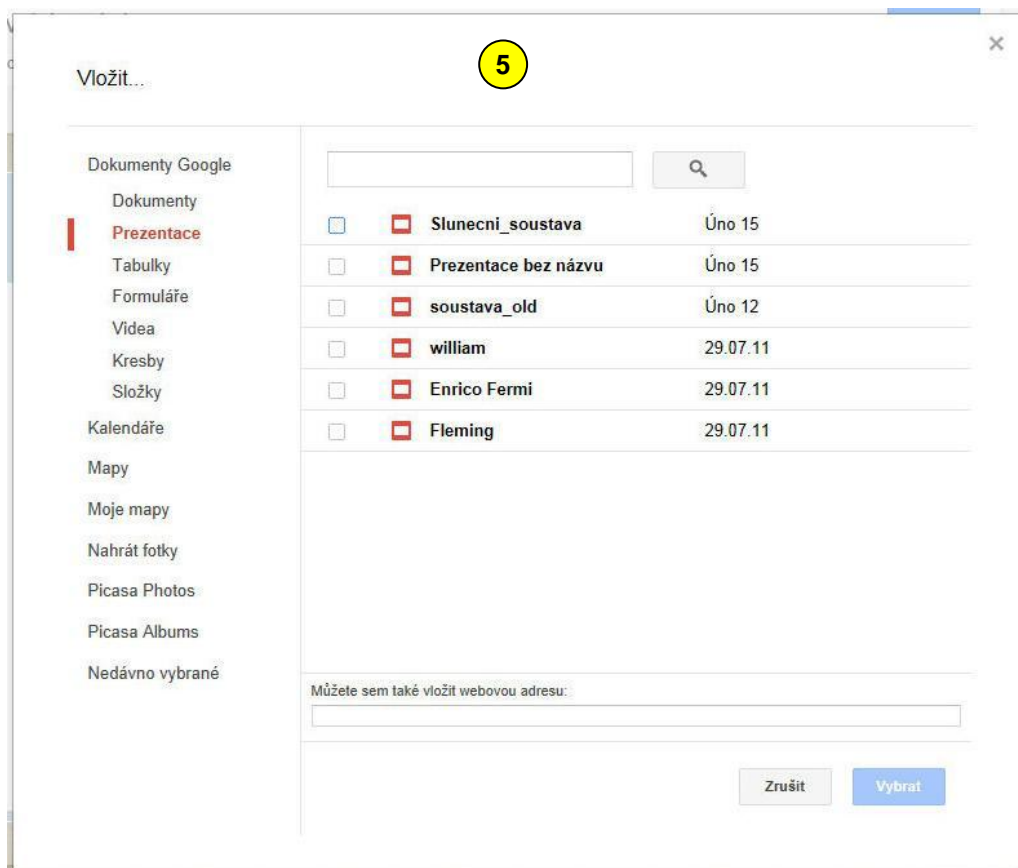 5
Vložit...
Dokumenty Google
Dokumenty
Prezentace
Tabulky
Formuláře
Videa
Kresby
Složky
Kalendáře
Mapy
Moje mapy
Nahrát fotky
Picasa Photos
Picasa Albums
Nedávno vybrané
Slunecni_soustava Úno 15
Prezentace bez názvu Úno 15
soustava_old Úno 12
william 29.07.11
Enrico Fermi 29.07.11
Fleming 29.07.11
Můžete sem také vložit webovou adresu:
Zrušit Vybrat